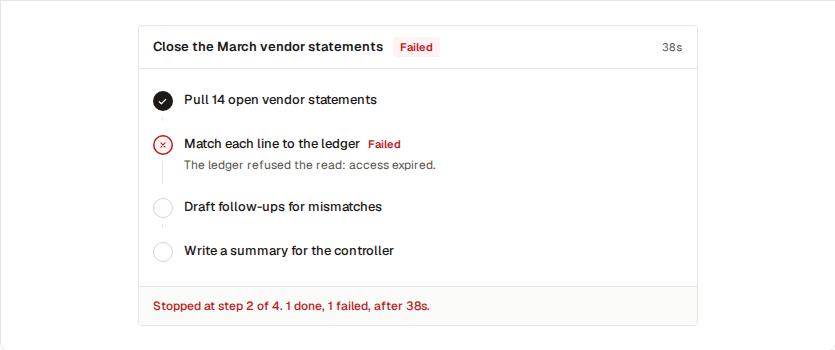 Close the March vendor statements Failed 38s
Pull 14 open vendor statements
Match each line to the ledger Failed
The ledger refused the read: access expired.
Draft follow-ups for mismatches
Write a summary for the controller
Stopped at step 2 of 4. 1 done, 1 failed, after 38s.